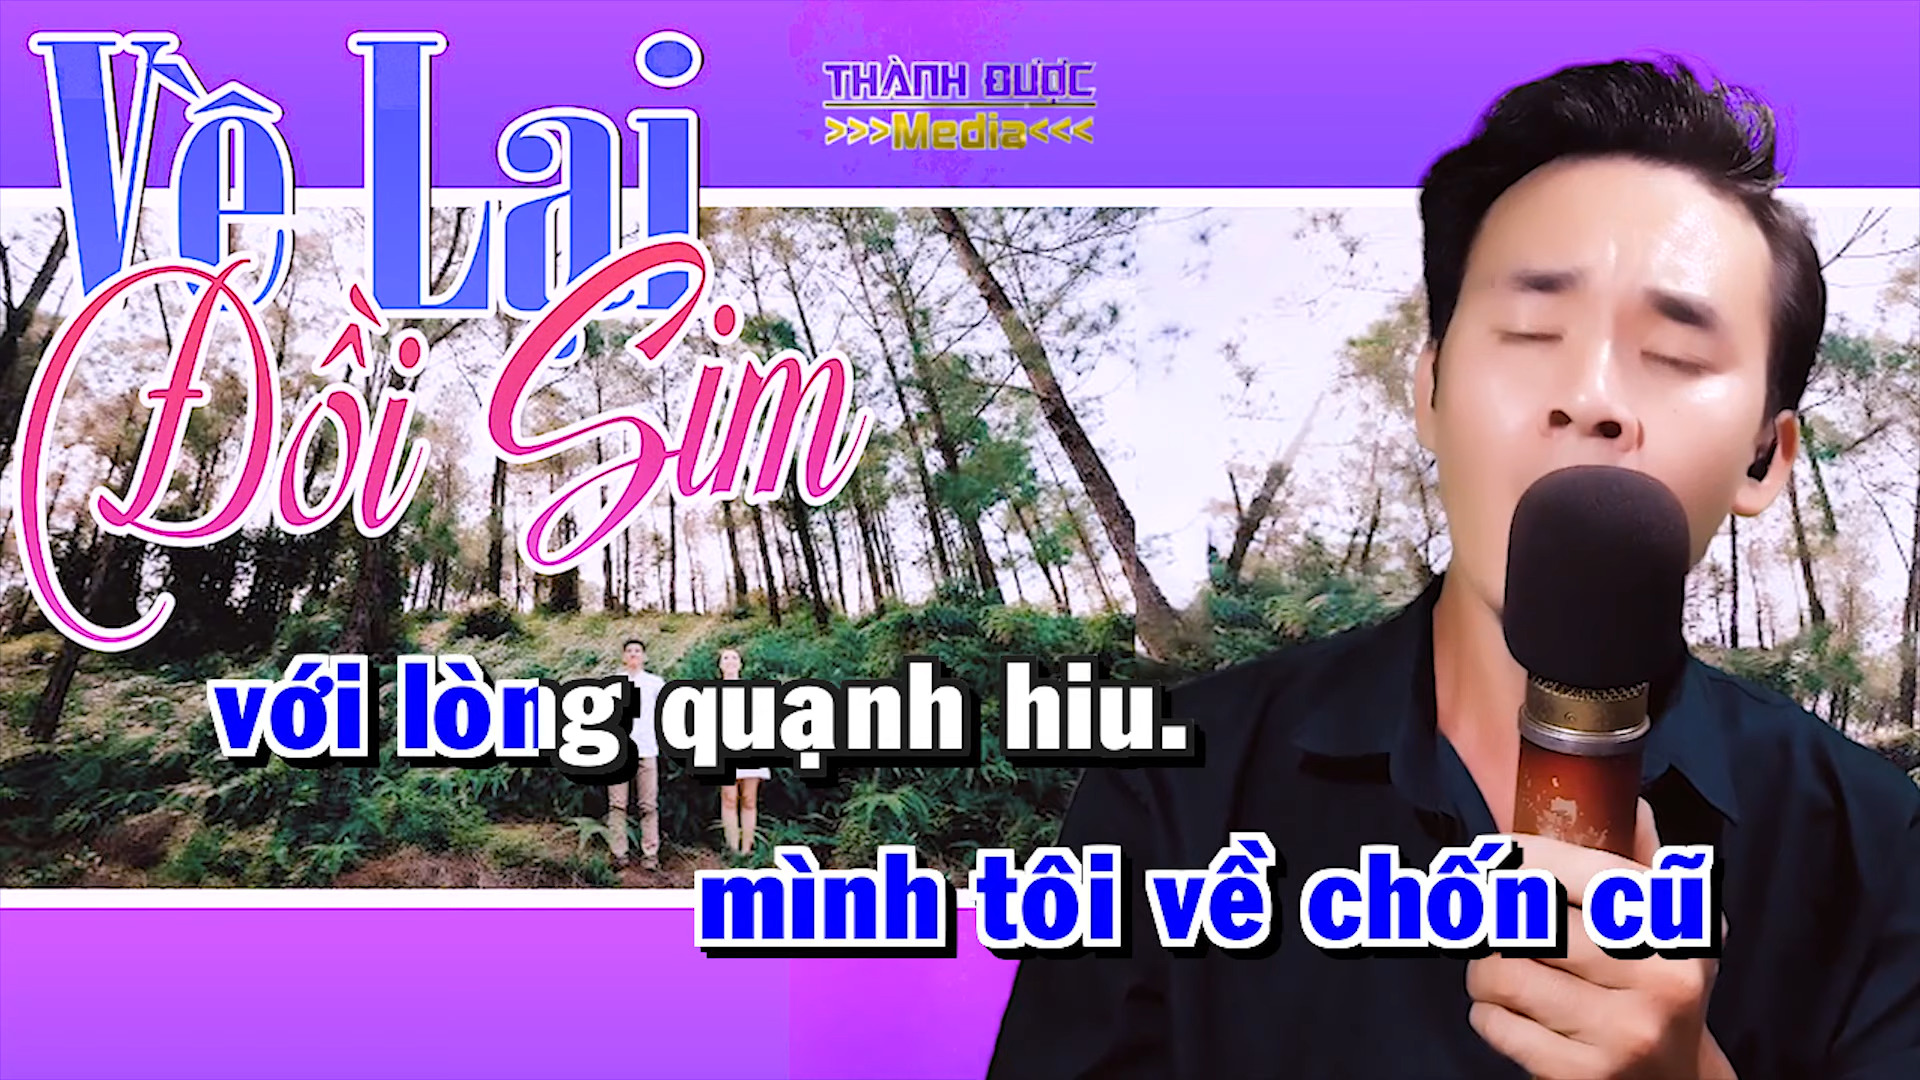 Về Lại
Đồi Sim
THÀNH ĐƯỢC
>>>Media<<<
với lòng quạnh hiu.
mình tôi về chốn cũ